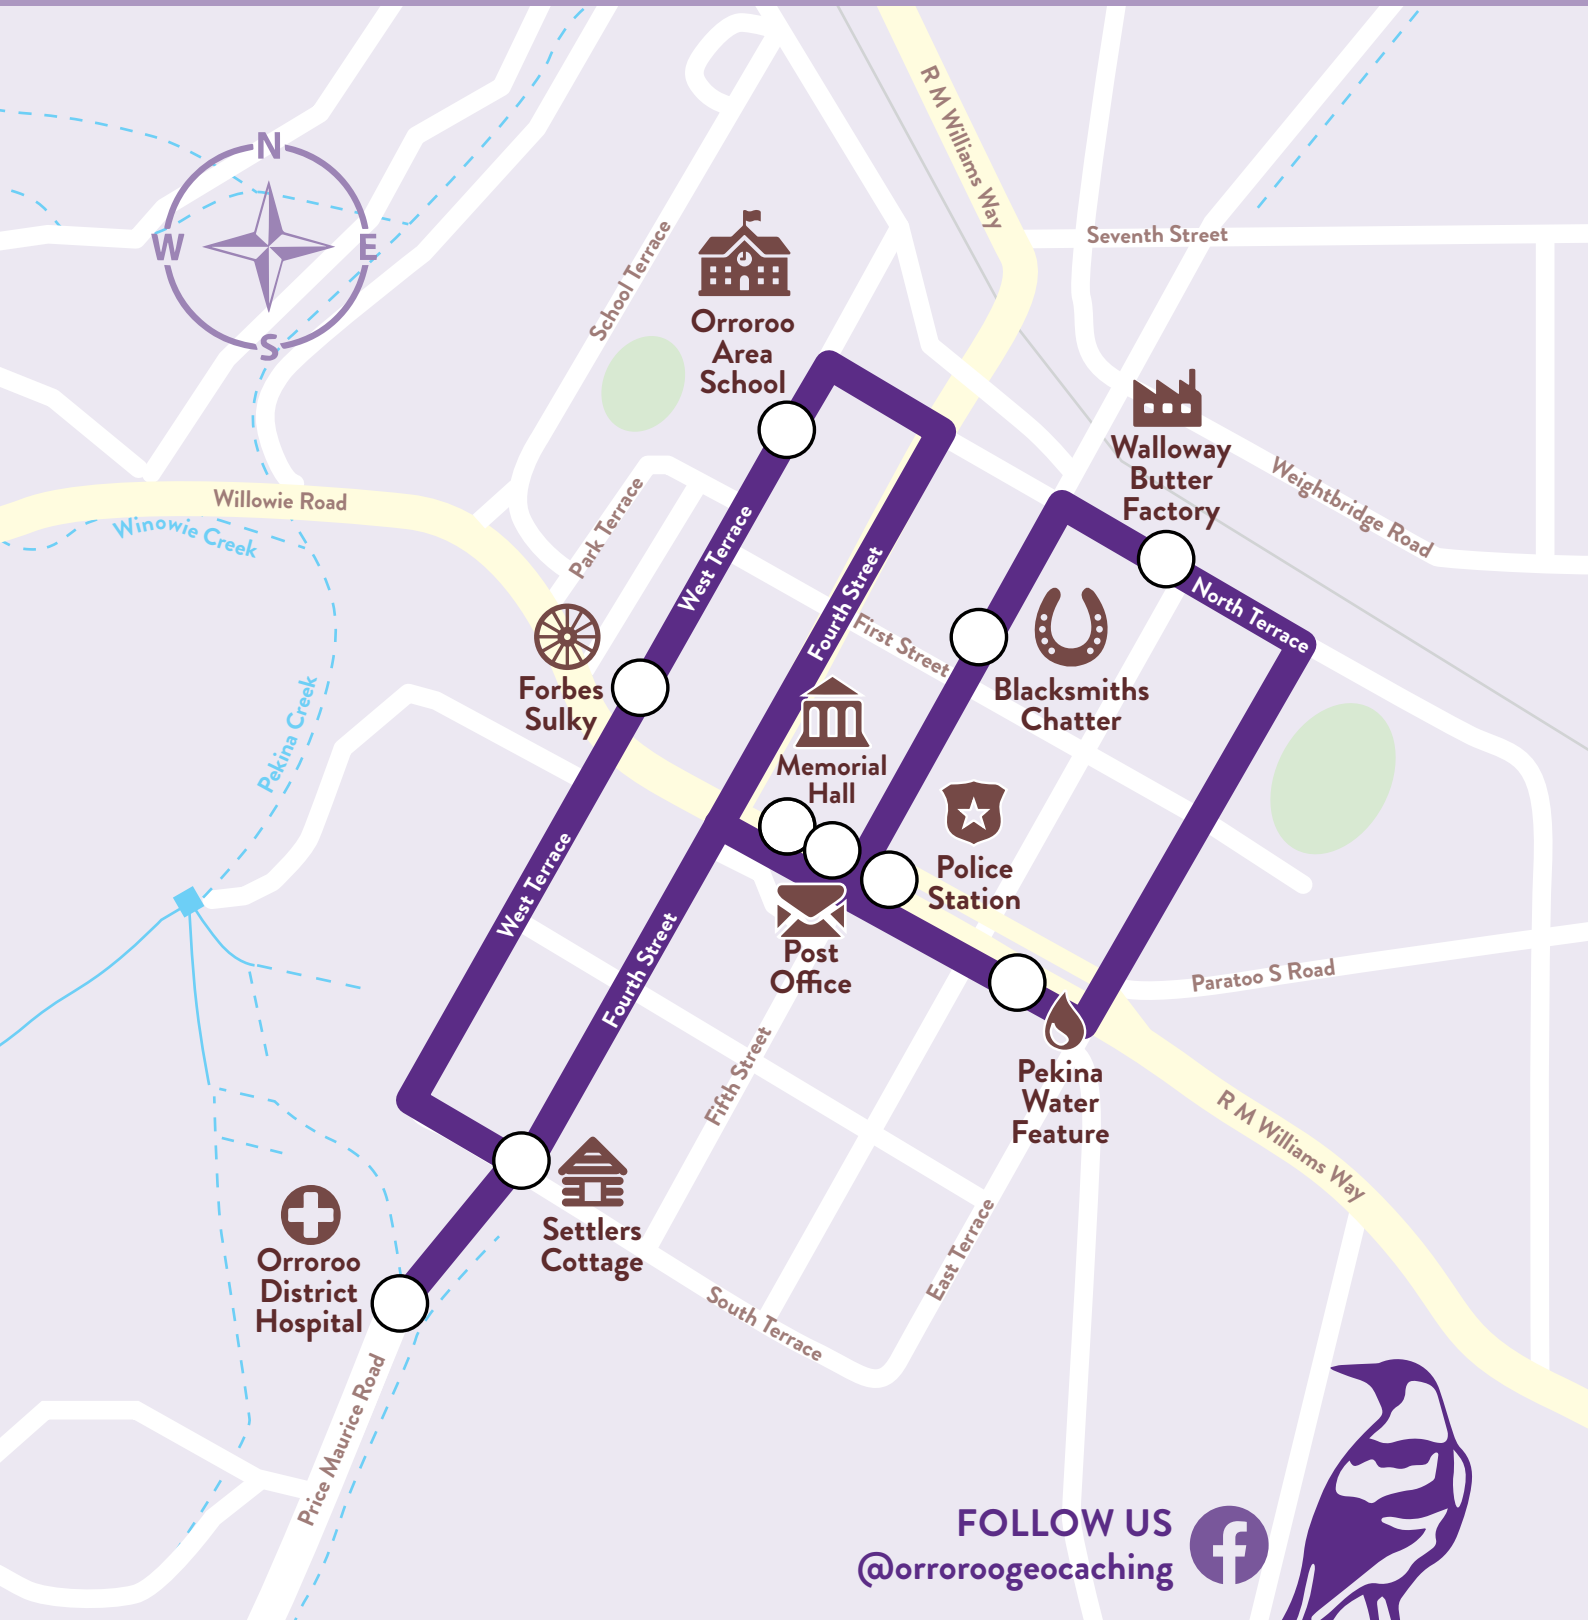 R M Williams Way
N
W
E
S
Seventh Street
School Terrace
Orroroo
Area
School
Walloway
Butter
Factory
Weightbridge Road
Willowie Road
Winowie Creek
Park Terrace
West Terrace
Fourth Street
North Terrace
First Street
Forbes
Sulky
Blacksmiths
Chatter
Pekina Creek
Memorial
Hall
Police
Station
West Terrace
Fourth Street
Post
Office
Paratoo S Road
Fifth Street
Pekina
Water
Feature
R M Williams Way
Settlers
Cottage
East Terrace
Orroroo
District
Hospital
South Terrace
Price Maurice Road
FOLLOW US
@orroroogeocaching
f